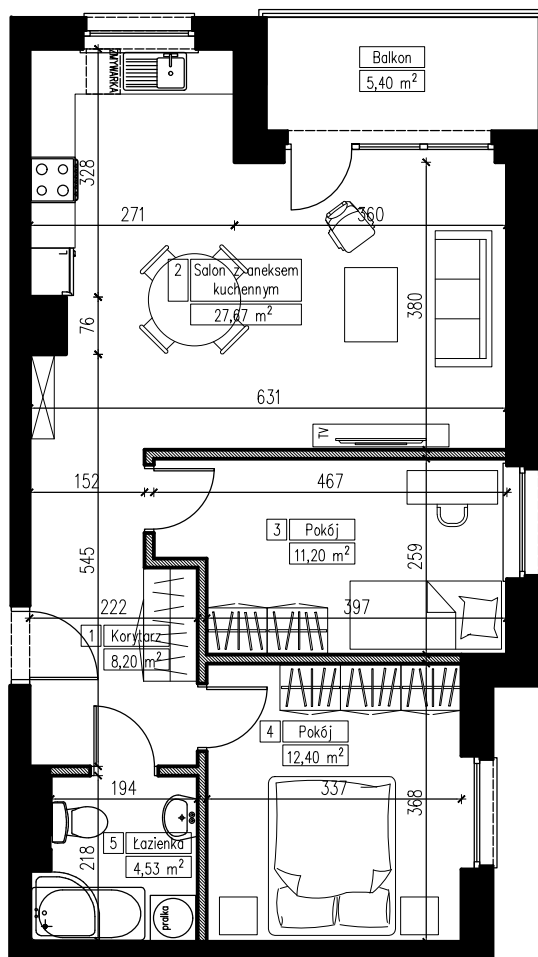 ZMYWARKA
Balkon
5,40 m²
328
271
360
2 Salon z aneksem
kuchennym
27,67 m²
380
76
631
TV
152
467
3 Pokój
11,20 m²
545
259
222
397
1 Korytarz
8,20 m²
4 Pokój
12,40 m²
194
337
368
5 Łazienka
4,53 m²
218
pralka